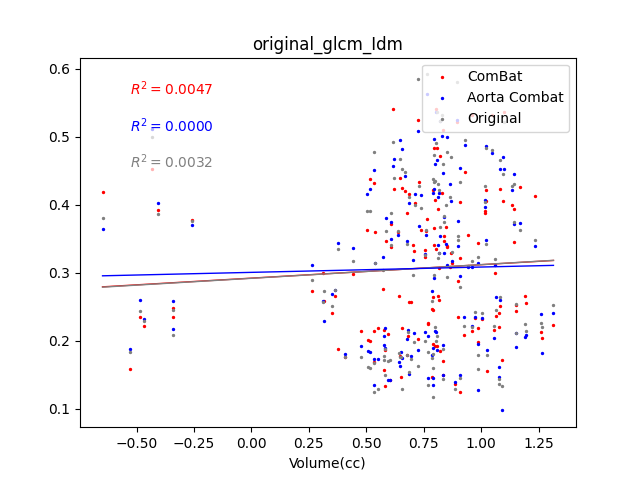 original_glcm_Idm
0.6
0.5
0.4
0.3
0.2
0.1
R² = 0.0047
R² = 0.0000
R² = 0.0032
ComBat
Aorta Combat
Original
−0.50 −0.25 0.00 0.25 0.50 0.75 1.00 1.25
Volume(cc)